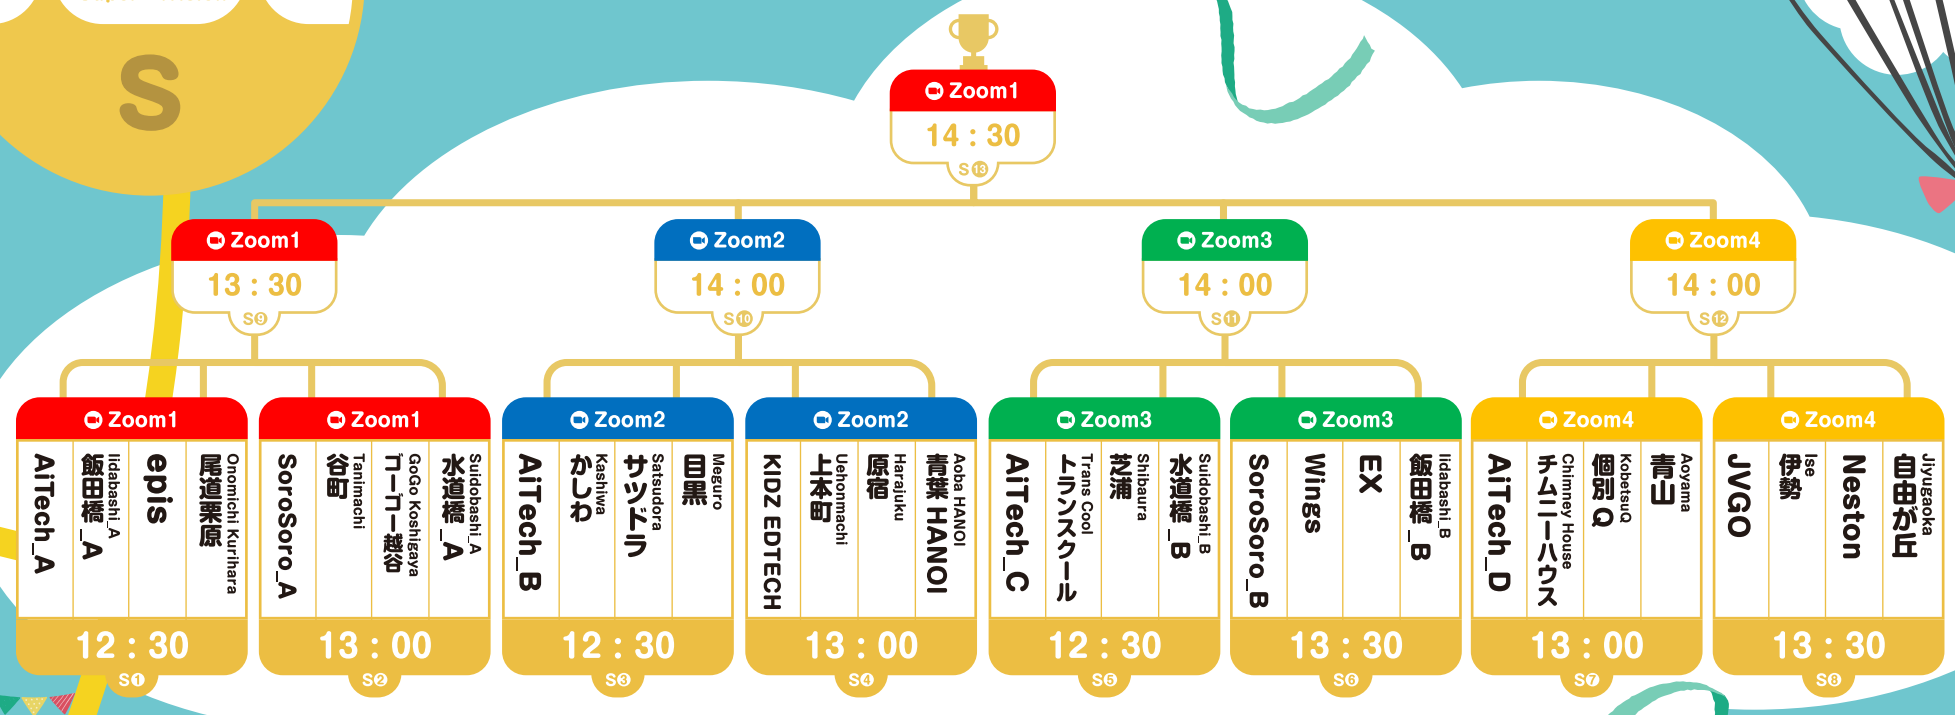 S
Zoom1
14 : 30
S⑬
Zoom1
13 : 30
S⑨
Zoom2
14 : 00
S⑩
Zoom3
14 : 00
S⑪
Zoom4
14 : 00
S⑫
Zoom1
AiTech_A
飯田橋_A
Iidabashi_A
epis
尾道栗原
Onomichi Kurihara
12 : 30
S①
Zoom1
SoroSoro_A
谷町
Tanimachi
ゴーゴー越谷
GoGo Koshigaya
水道橋_A
Suidobashi_A
13 : 00
S②
Zoom2
AiTech_B
かしわ
Kashiwa
サツドラ
Satsudora
目黒
Meguro
12 : 30
S③
Zoom2
KIDZ EDTECH
上本町
Uehonmachi
原宿
Harajuku
青葉 HANOI
Aoba HANOI
13 : 00
S④
Zoom3
AiTech_C
トランスクール
Trans Cool
芝浦
Shibaura
水道橋_B
Suidobashi_B
12 : 30
S⑤
Zoom3
SoroSoro_B
Wings
EX
飯田橋_B
Iidabashi_B
13 : 30
S⑥
Zoom4
AiTech_D
チムニーハウス
Chimney House
個別Q
KobetsuQ
青山
Aoyama
13 : 00
S⑦
Zoom4
JVGO
伊勢
Ise
Neston
自由が丘
Jiyugaoka
13 : 30
S⑧